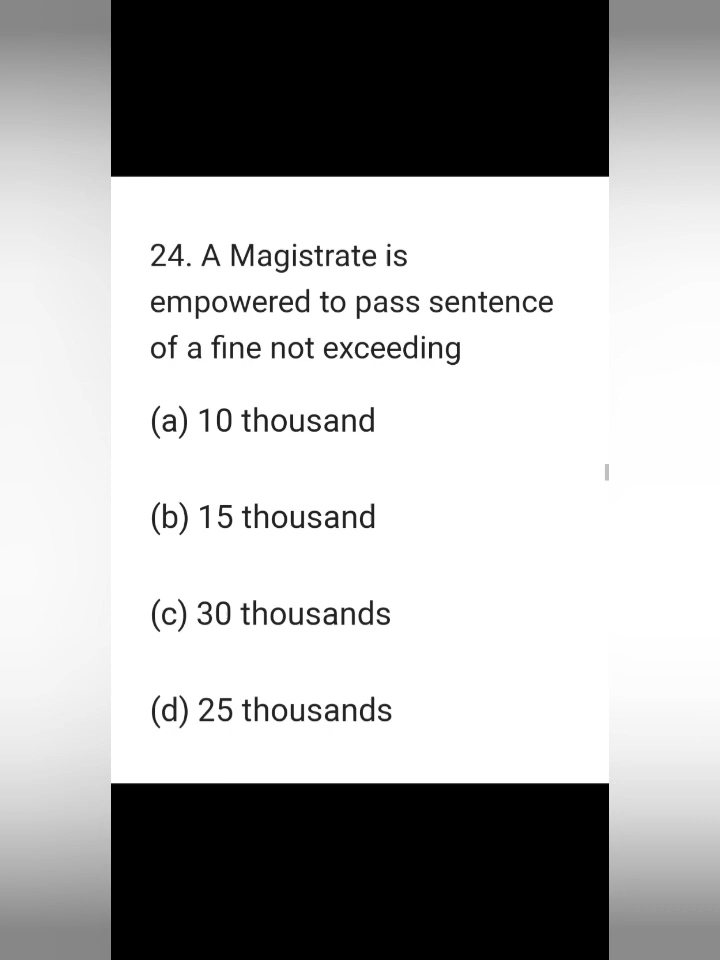 24. A Magistrate is
empowered to pass sentence
of a fine not exceeding
(a) 10 thousand
(b) 15 thousand
(c) 30 thousands
(d) 25 thousands